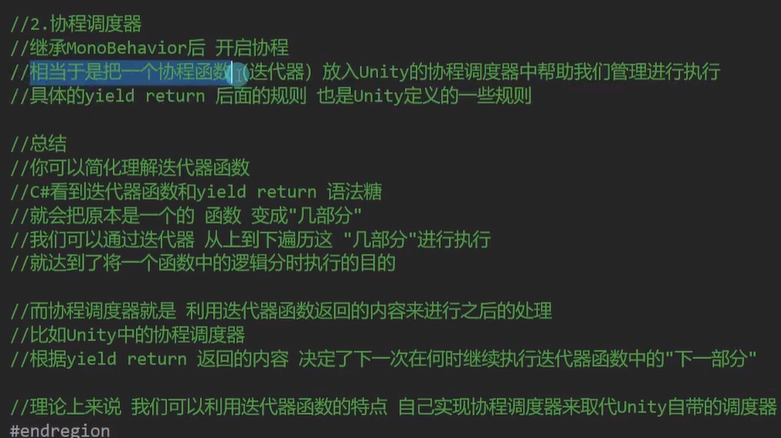 //2.协程调度器
//继承MonoBehavior后 开启协程
//相当于是把一个协程函数（迭代器）放入Unity的协程调度器中帮助我们管理进行执行
//具体的yield return 后面的规则 也是Unity定义的一些规则
//总结
//你可以简化理解迭代器函数
//C#看到迭代器函数和yield return 语法糖
//就会把原本是一个的 函数 变成"几部分"
//我们可以通过迭代器 从上到下遍历这 "几部分"进行执行
//就达到了将一个函数中的逻辑分时执行的目的
//而协程调度器就是 利用迭代器函数返回的内容来进行之后的处理
//比如Unity中的协程调度器
//根据yield return 返回的内容 决定了下一次在何时继续执行迭代器函数中的"下一部分"
//理论上来说 我们可以利用迭代器函数的特点 自己实现协程调度器来取代Unity自带的调度器
#endregion